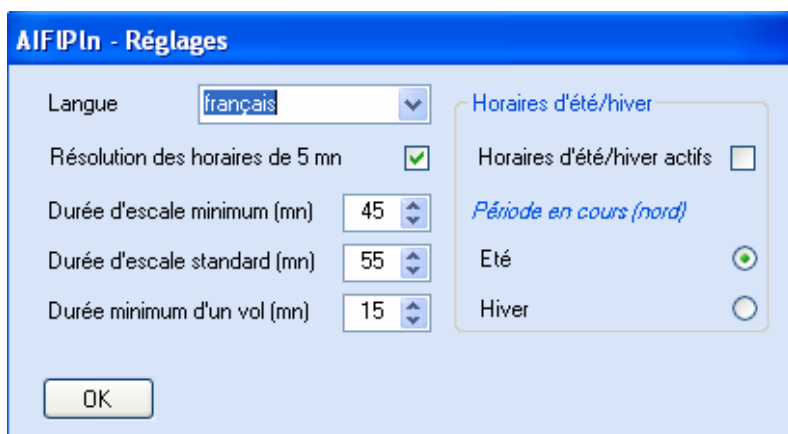 AIFlPln - Réglages
Langue
français
Résolution des horaires de 5 mn
Durée d'escale minimum (mn)
45
Durée d'escale standard (mn)
55
Durée minimum d'un vol (mn)
15
OK
Horaires d'été/hiver
Horaires d'été/hiver actifs
Période en cours (nord)
Eté
Hiver